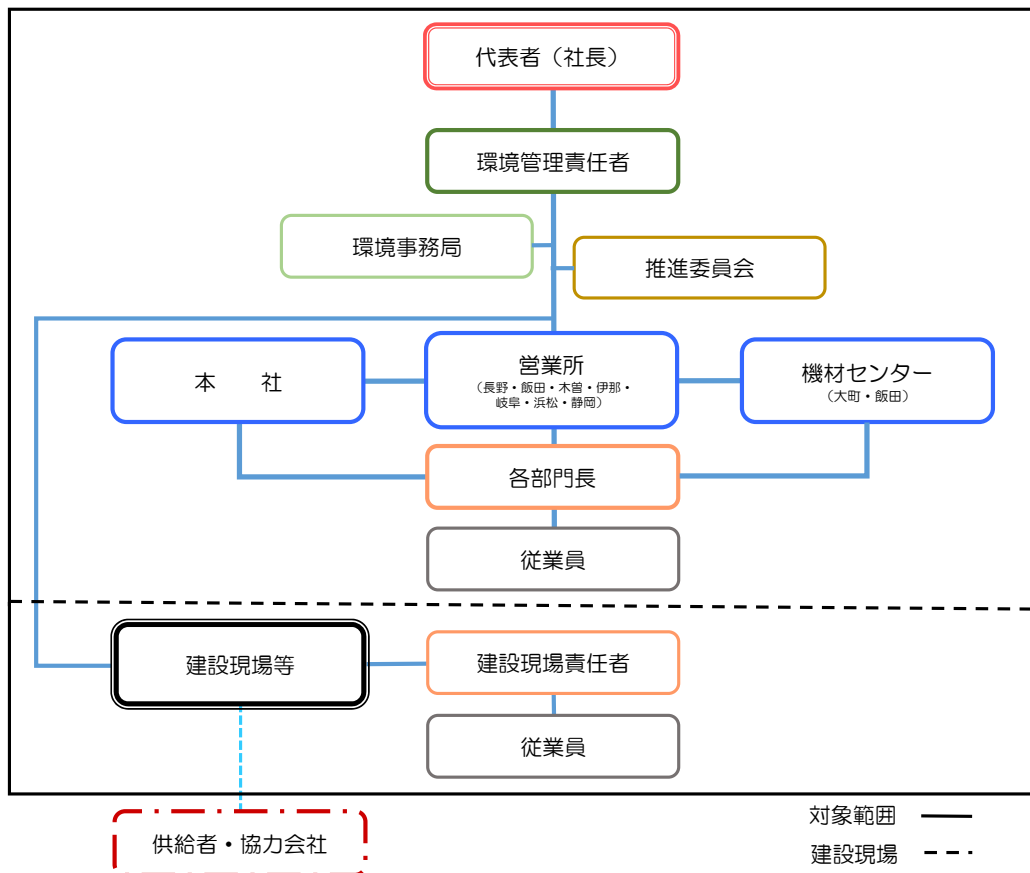 代表者（社長）
環境管理責任者
環境事務局
推進委員会
本　　社
営業所
（長野・飯田・木曽・伊那・
岐阜・浜松・静岡）
機材センター
（大町・飯田）
各部門長
従業員
建設現場等
建設現場責任者
従業員
供給者・協力会社
対象範囲
建設現場